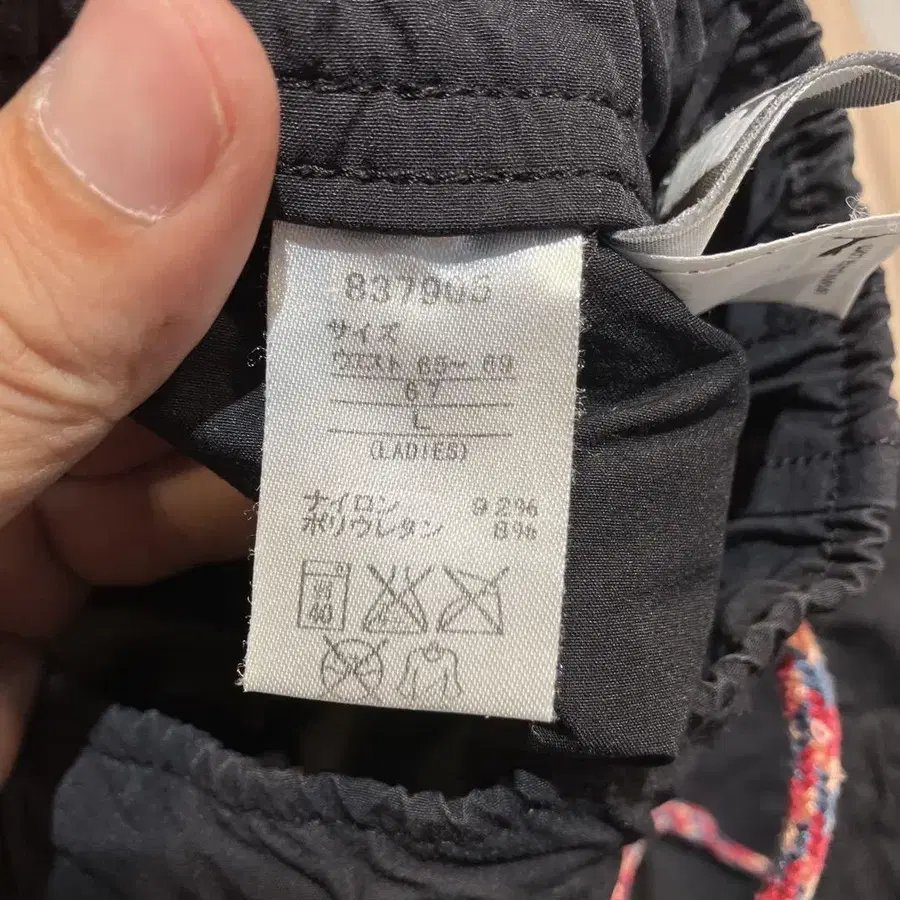 サイズ
ウエスト 65～ 69
67
L
(LADIES)
ナイロン 92%
ポリウレタン 8%
40